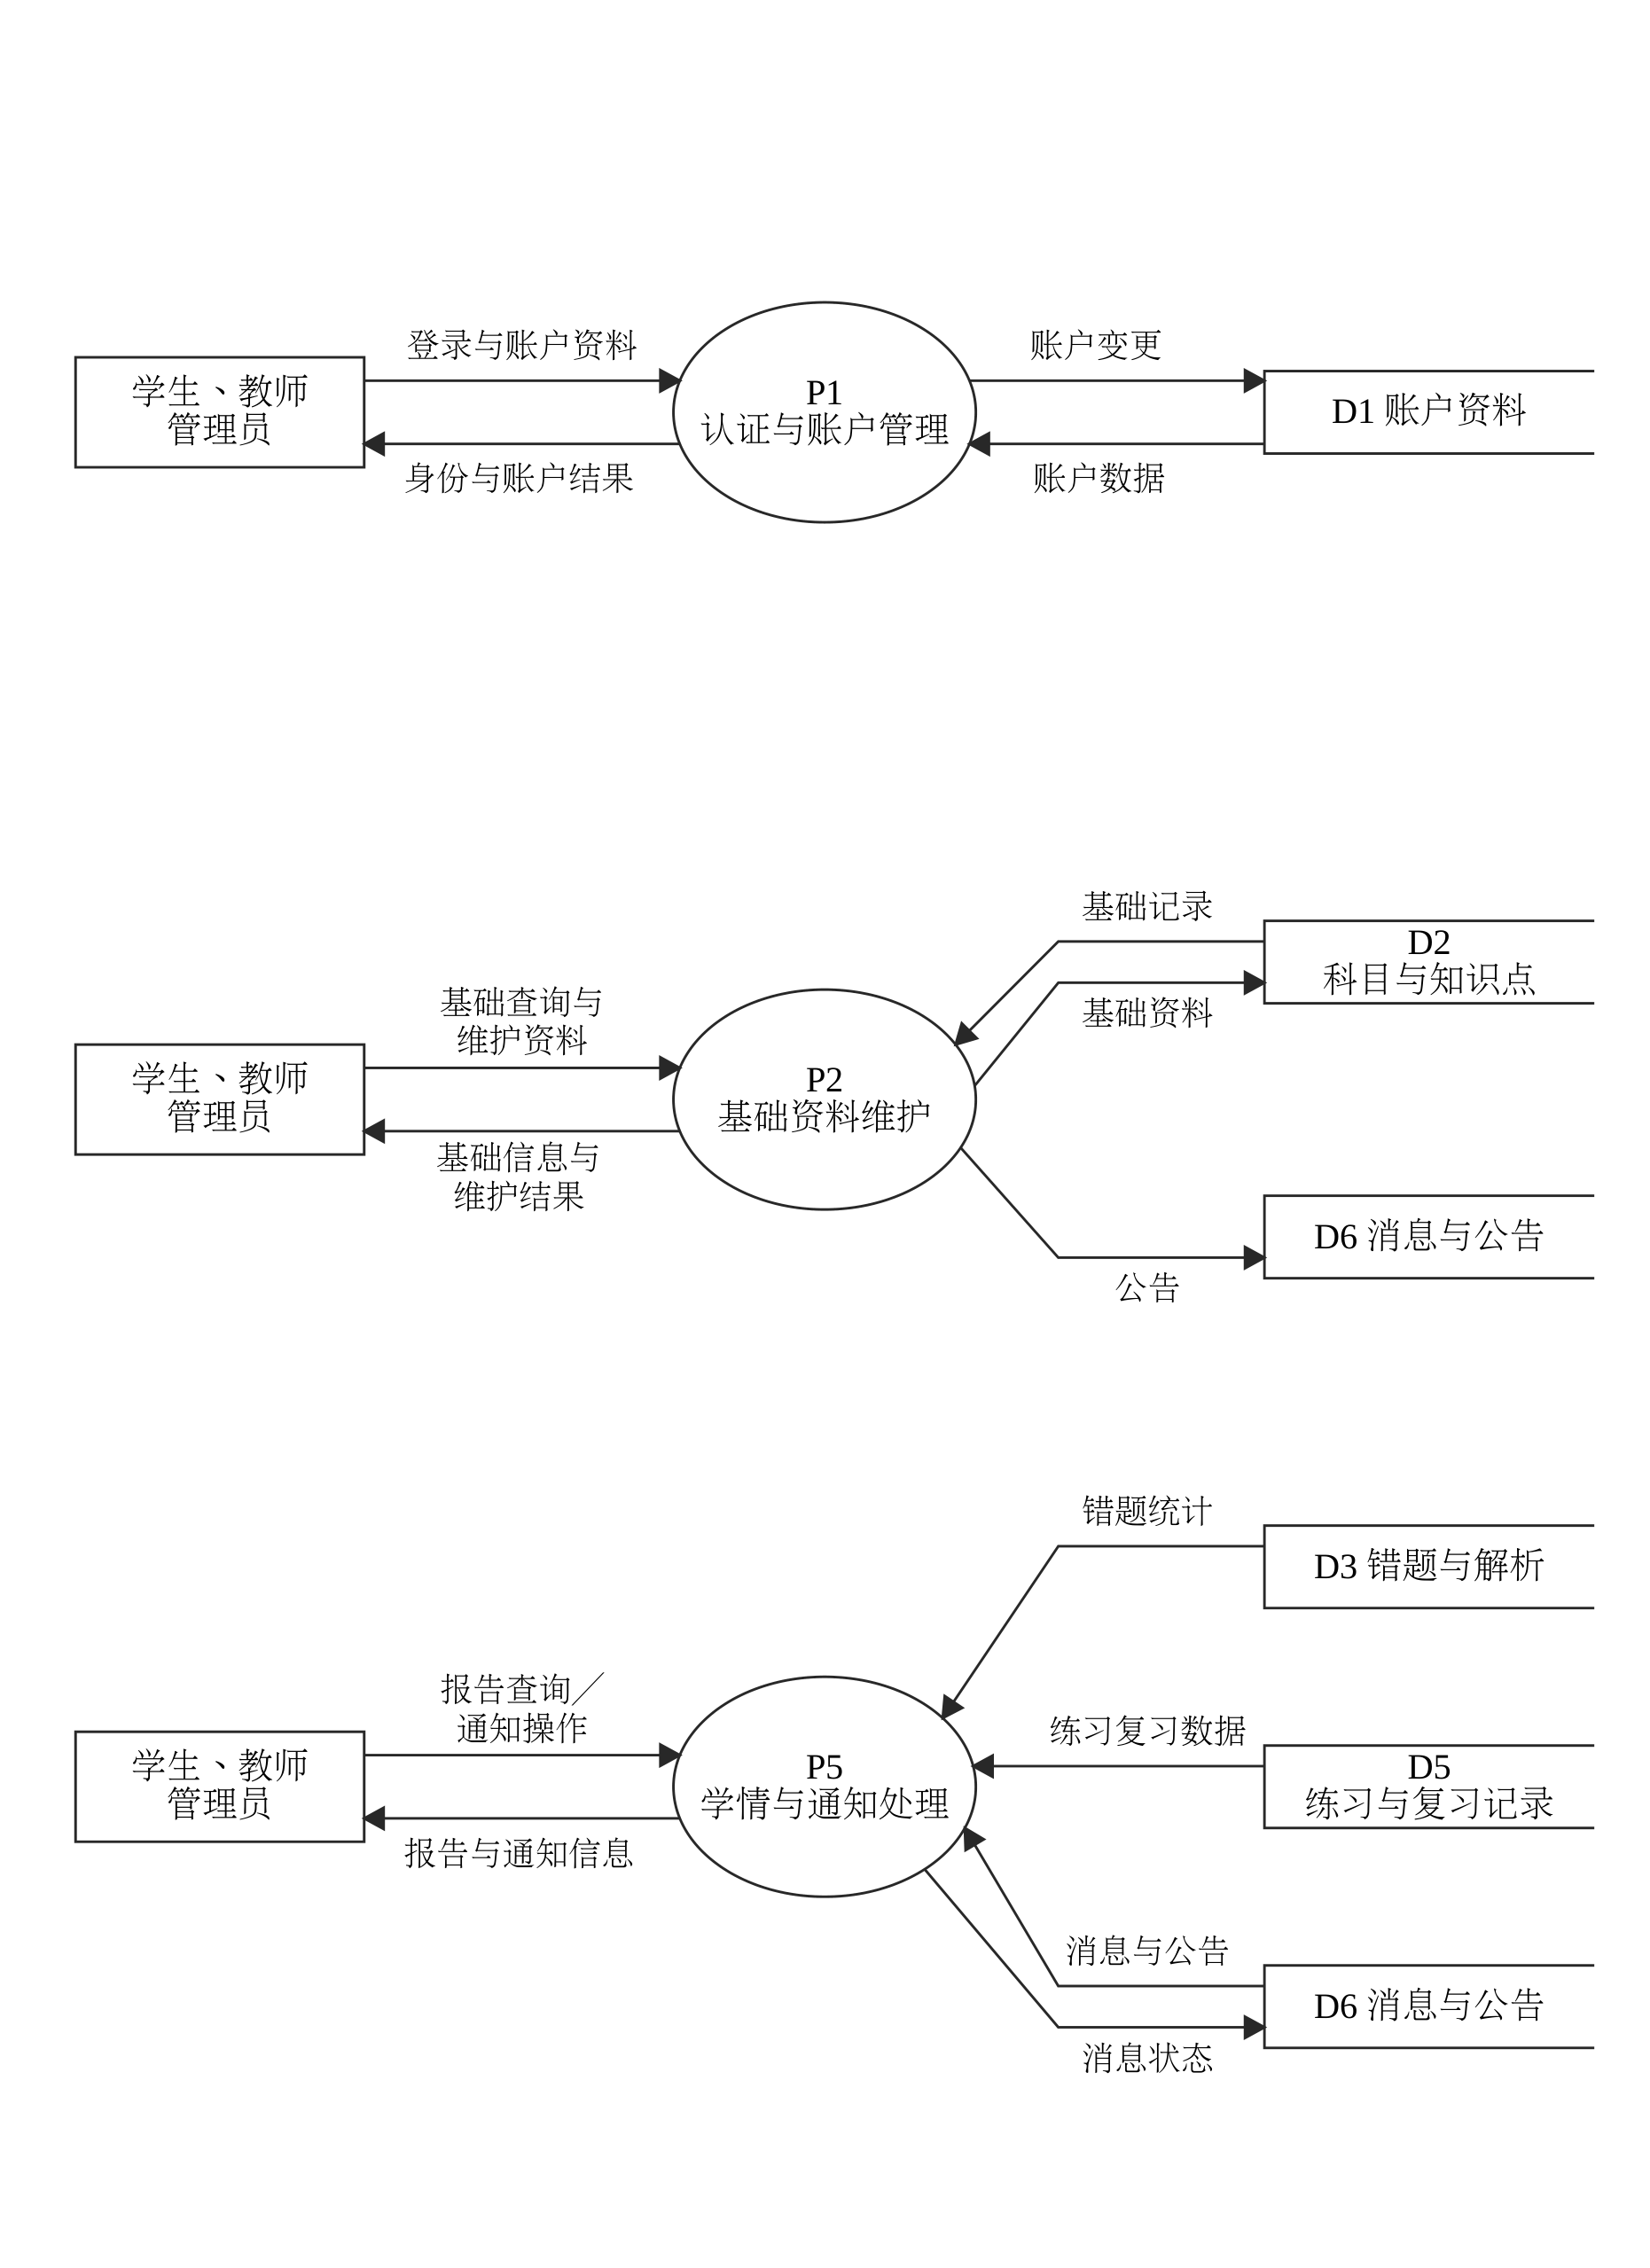 登录与账户资料
账户变更
学生、教师
管理员
P1
认证与账户管理
D1 账户资料
身份与账户结果
账户数据
基础记录
D2
科目与知识点
基础查询与
维护资料
基础资料
学生、教师
管理员
P2
基础资料维护
基础信息与
维护结果
D6 消息与公告
公告
错题统计
D3 错题与解析
报告查询／
通知操作
练习复习数据
学生、教师
管理员
P5
学情与通知处理
D5
练习与复习记录
报告与通知信息
消息与公告
D6 消息与公告
消息状态